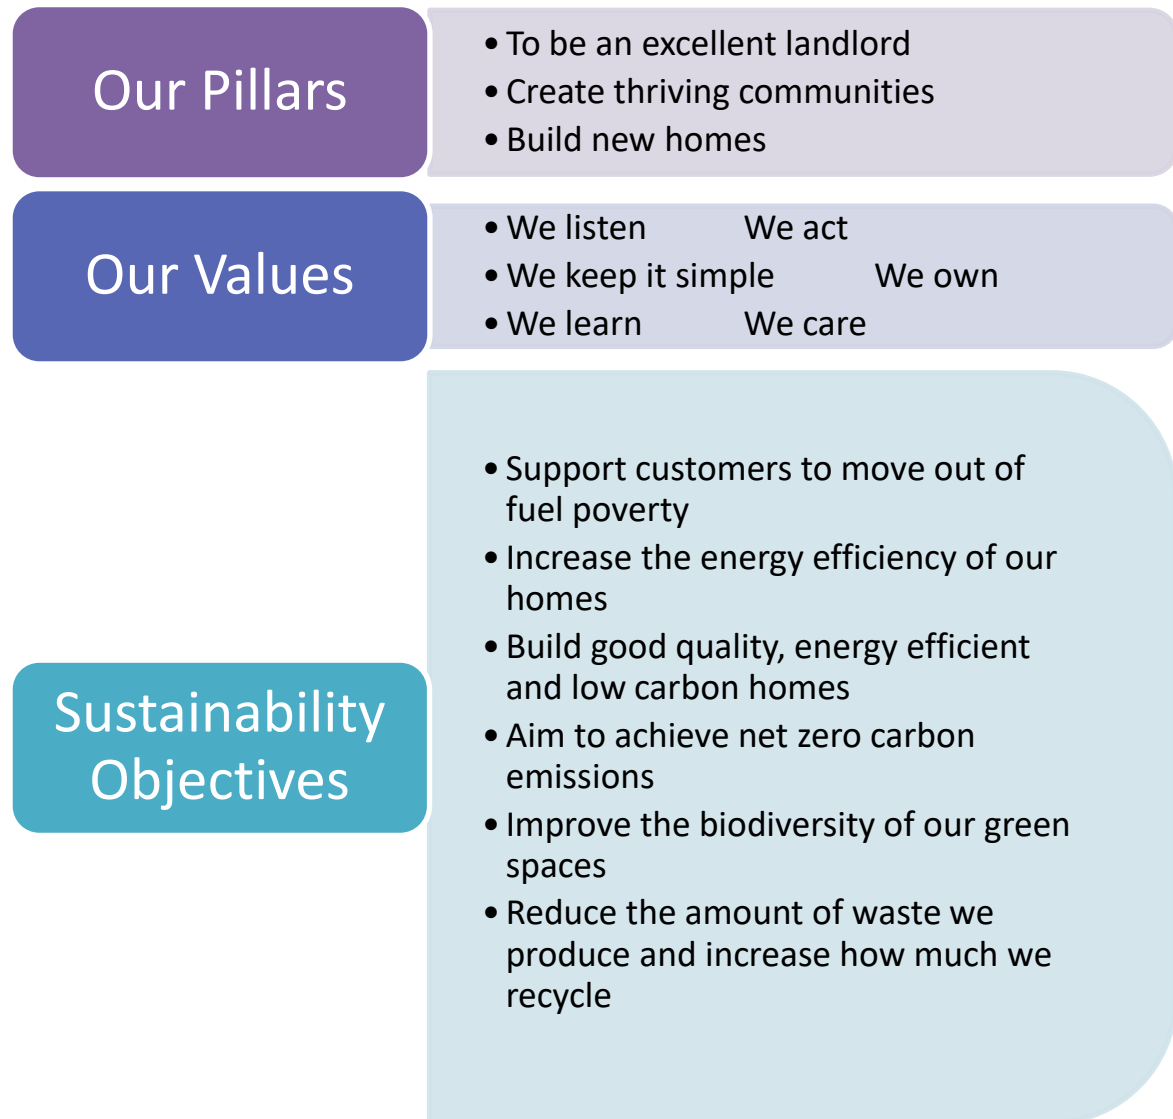 Our Pillars
• To be an excellent landlord
• Create thriving communities
• Build new homes
Our Values
• We listen We act
• We keep it simple We own
• We learn We care
Sustainability
Objectives
• Support customers to move out of
fuel poverty
• Increase the energy efficiency of our
homes
• Build good quality, energy efficient
and low carbon homes
• Aim to achieve net zero carbon
emissions
• Improve the biodiversity of our green
spaces
• Reduce the amount of waste we
produce and increase how much we
recycle